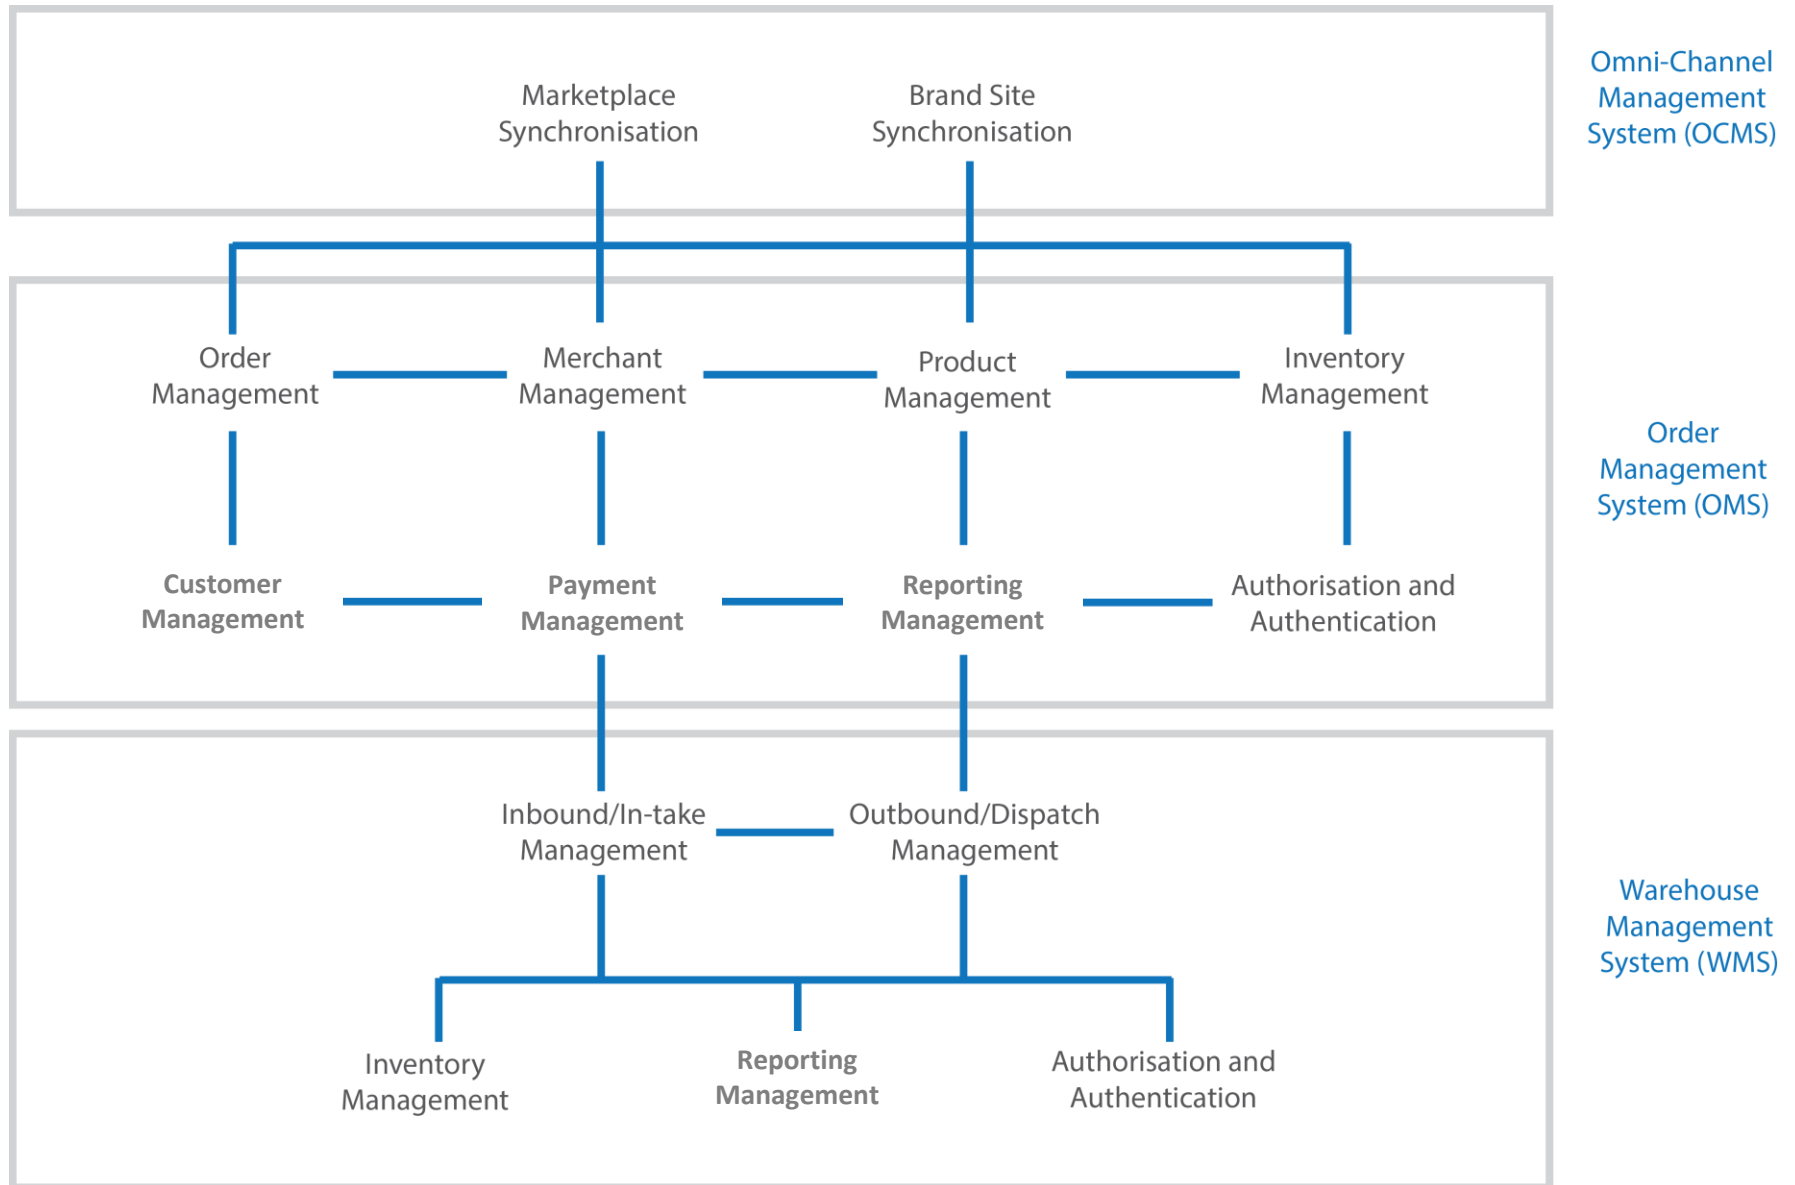 Marketplace
Synchronisation
Brand Site
Synchronisation
Omni-Channel
Management
System (OCMS)
Order
Management
Merchant
Management
Product
Management
Inventory
Management
Order
Management
System (OMS)
Customer
Management
Payment
Management
Reporting
Management
Authorisation and
Authentication
Inbound/In-take
Management
Outbound/Dispatch
Management
Warehouse
Management
System (WMS)
Inventory
Management
Reporting
Management
Authorisation and
Authentication